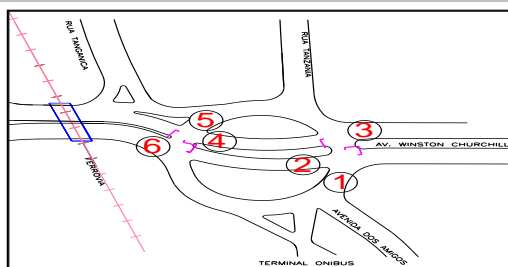 RUA TANGANICA
RUA TANZANIA
5
3
4
6
AV. WINSTON CHURCHILL
2
FERROVIA
1
AVENIDA DOS AMIGOS
TERMINAL ONIBUS